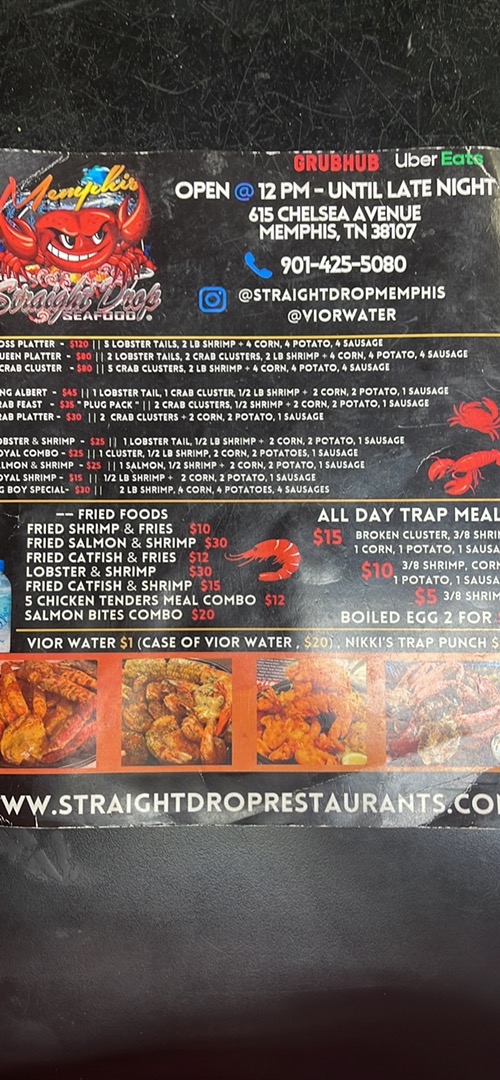 GRUBHUB Uber Eats
Memphis
Straight Drop
SEAFOOD
OPEN @ 12 PM - UNTIL LATE NIGHT
615 CHELSEA AVENUE
MEMPHIS, TN 38107
901-425-5080
@STRAIGHTDROPMEMPHIS
@VIORWATER
OSS PLATTER - $120 || 5 LOBSTER TAILS, 2 LB SHRIMP + 4 CORN, 4 POTATO, 4 SAUSAGE
UEEN PLATTER - $80 || 2 LOBSTER TAILS, 2 CRAB CLUSTERS, 2 LB SHRIMP + 4 CORN, 4 POTATO, 4 SAUSAGE
CRAB CLUSTER - $80 || 5 CRAB CLUSTERS, 2 LB SHRIMP + 4 CORN, 4 POTATO, 4 SAUSAGE
NG ALBERT - $45 || 1 LOBSTER TAIL, 1 CRAB CLUSTER, 1/2 LB SHRIMP + 2 CORN, 2 POTATO, 1 SAUSAGE
RAB FEAST - $35 "PLUG PACK" || 2 CRAB CLUSTERS, 1/2 SHRIMP + 2 CORN, 2 POTATO, 1 SAUSAGE
RAB PLATTER - $30 || 2 CRAB CLUSTERS + 2 CORN, 2 POTATO, 1 SAUSAGE
OBSTER & SHRIMP - $25 || 1 LOBSTER TAIL, 1/2 LB SHRIMP + 2 CORN, 2 POTATO, 1 SAUSAGE
OYAL COMBO - $25 || 1 CLUSTER, 1/2 LB SHRIMP, 2 CORN, 2 POTATOES, 1 SAUSAGE
LMON & SHRIMP - $25 || 1 SALMON, 1/2 SHRIMP + 2 CORN, 2 POTATO, 1 SAUSAGE
OYAL SHRIMP - $15 || 1/2 LB SHRIMP + 2 CORN, 2 POTATO, 1 SAUSAGE
G BOY SPECIAL- $30 || 2 LB SHRIMP, 4 CORN, 4 POTATOES, 4 SAUSAGES
-- FRIED FOODS
FRIED SHRIMP & FRIES $10
FRIED SALMON & SHRIMP $30
FRIED CATFISH & FRIES $12
LOBSTER & SHRIMP $30
FRIED CATFISH & SHRIMP $15
5 CHICKEN TENDERS MEAL COMBO $12
SALMON BITES COMBO $20
ALL DAY TRAP MEAL
$15 BROKEN CLUSTER, 3/8 SHRI
1 CORN, 1 POTATO, 1 SAUSA
$10 3/8 SHRIMP, CORN
1 POTATO, 1 SAUSA
$5 3/8 SHRIM
BOILED EGG 2 FOR
VIOR WATER $1 (CASE OF VIOR WATER, $20), NIKKI'S TRAP PUNCH $
WW.STRAIGHTDROPRESTAURANTS.CO